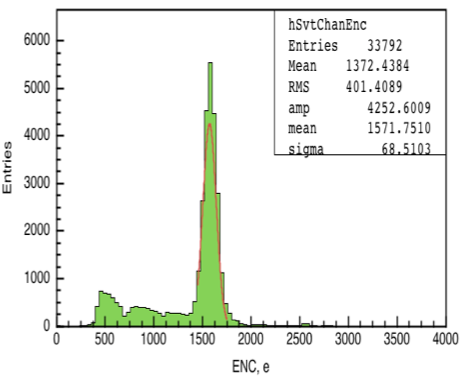 hSvtChanEnc
Entries 33792
Mean 1372.4384
RMS 401.4089
amp 4252.6009
mean 1571.7510
sigma 68.5103
Entries
6000
5000
4000
3000
2000
1000
0
0 500 1000 1500 2000 2500 3000 3500 4000
ENC, e